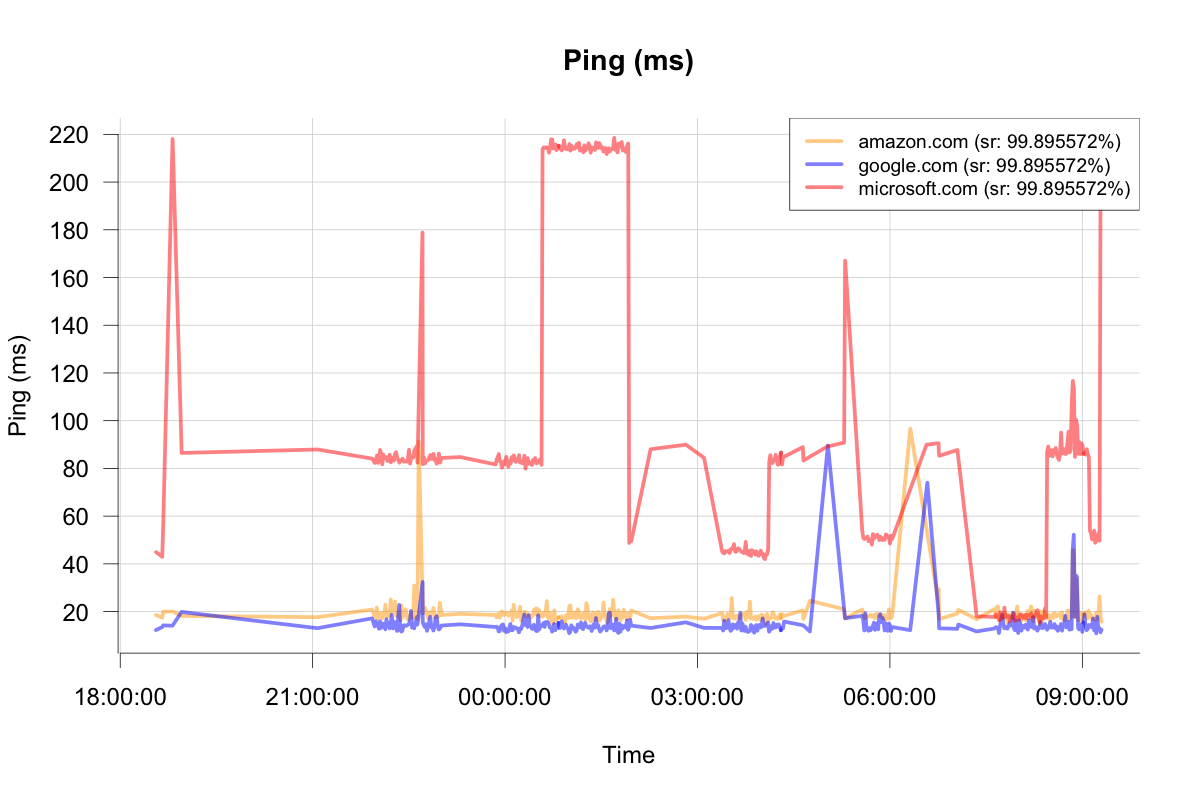 Ping (ms)
220
200
180
160
140
120
100
80
60
40
20
Ping (ms)
amazon.com (sr: 99.895572%)
google.com (sr: 99.895572%)
microsoft.com (sr: 99.895572%)
18:00:00 21:00:00 00:00:00 03:00:00 06:00:00 09:00:00
Time